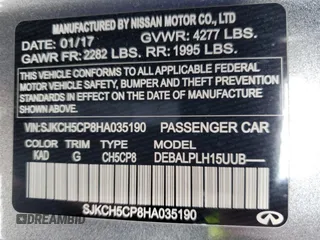 MANUFACTURED BY NISSAN MOTOR CO., LTD
DATE: 01/17 GVWR: 4277 LBS.
GAWR FR: 2282 LBS. RR: 1995 LBS.
THIS VEHICLE CONFORMS TO ALL APPLICABLE
FEDERAL MOTOR VEHICLE SAFETY, BUMPER AND THEFT
PREVENTION STANDARDS IN EFFECT ON THE DATE OF
MANUFACTURE SHOWN ABOVE.
VIN:SJKCH5CP8HA035190 PASSENGER CAR
COLOR TRIM TYPE MODEL
KAD G CH5CP8 DEBALPLH15UUB
SJKCH5CP8HA035190
INFINITI
DREAMBID